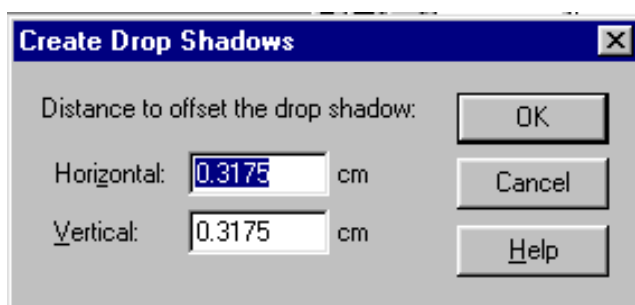 Create Drop Shadows
Distance to offset the drop shadow:
OK
Horizontal: 0.3175 cm
Cancel
Vertical: 0.3175 cm
Help